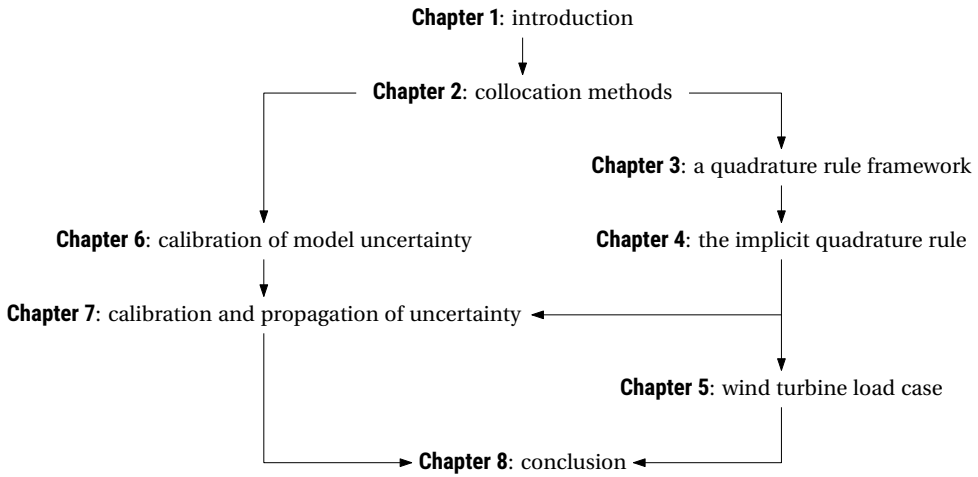 Chapter 1: introduction
Chapter 2: collocation methods
Chapter 3: a quadrature rule framework
Chapter 6: calibration of model uncertainty
Chapter 4: the implicit quadrature rule
Chapter 7: calibration and propagation of uncertainty
Chapter 5: wind turbine load case
Chapter 8: conclusion